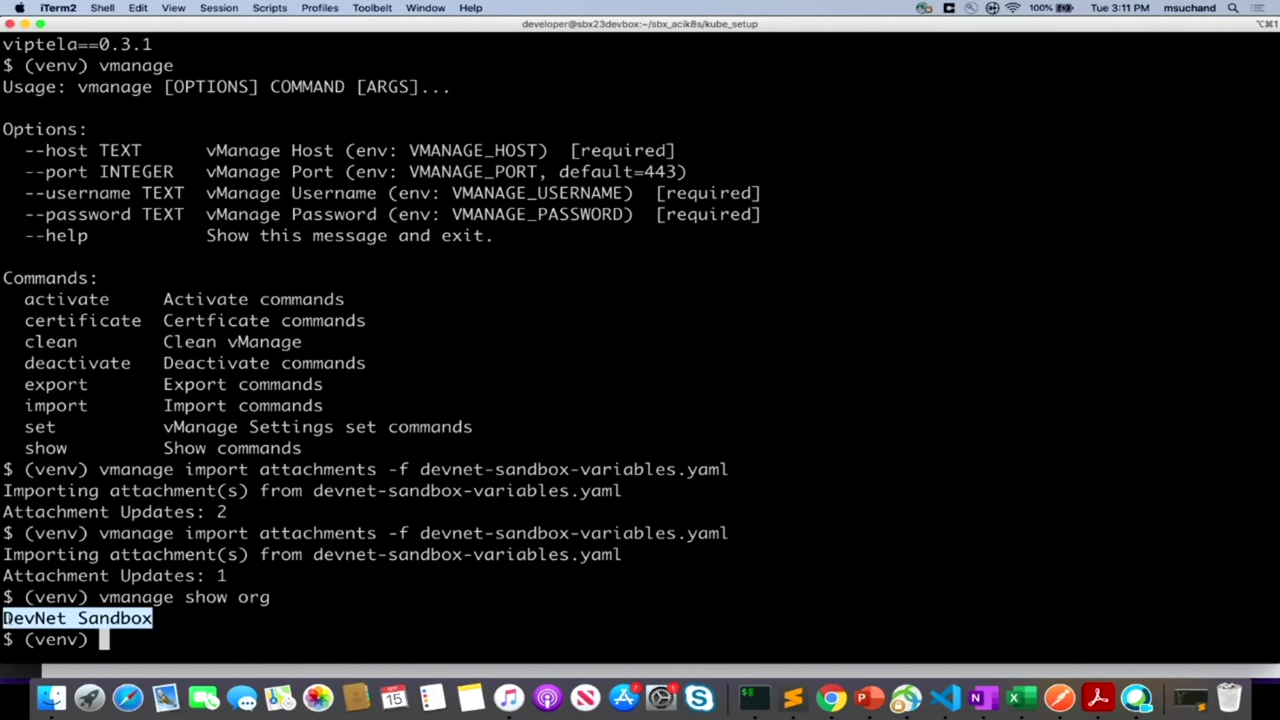 iTerm2 Shell Edit View Session Scripts Profiles Toolbelt Window Help 100% Tue 3:11 PM msuchand
developer@sbx23devbox:~/sbx_acik8s/kube_setup ⌥⌘1
viptela==0.3.1
$ (venv) vmanage
Usage: vmanage [OPTIONS] COMMAND [ARGS]...
Options:
--host TEXT vManage Host (env: VMANAGE_HOST) [required]
--port INTEGER vManage Port (env: VMANAGE_PORT, default=443)
--username TEXT vManage Username (env: VMANAGE_USERNAME) [required]
--password TEXT vManage Password (env: VMANAGE_PASSWORD) [required]
--help Show this message and exit.
Commands:
activate Activate commands
certificate Certficate commands
clean Clean vManage
deactivate Deactivate commands
export Export commands
import Import commands
set vManage Settings set commands
show Show commands
$ (venv) vmanage import attachments -f devnet-sandbox-variables.yaml
Importing attachment(s) from devnet-sandbox-variables.yaml
Attachment Updates: 2
$ (venv) vmanage import attachments -f devnet-sandbox-variables.yaml
Importing attachment(s) from devnet-sandbox-variables.yaml
Attachment Updates: 1
$ (venv) vmanage show org
DevNet Sandbox
$ (venv)
15